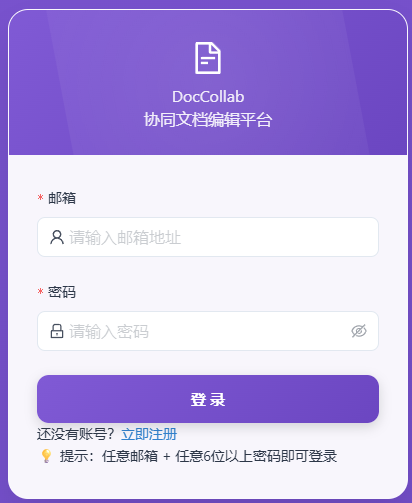 DocCollab
协同文档编辑平台
* 邮箱
请输入邮箱地址
* 密码
请输入密码
登 录
还没有账号？立即注册
💡 提示：任意邮箱 + 任意6位以上密码即可登录